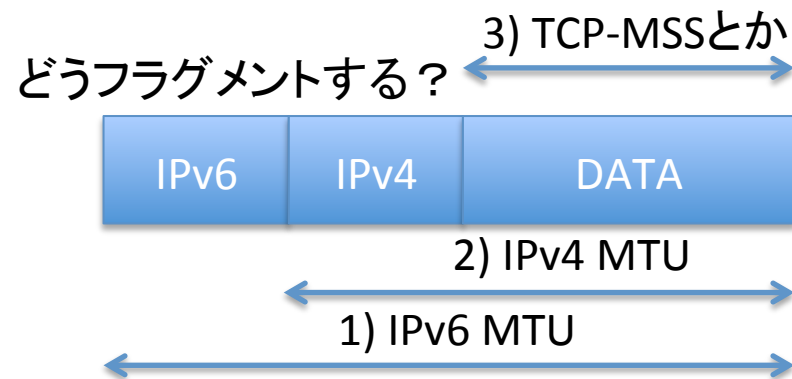 3) TCP-MSSとか
どうフラグメントする？
IPv6 IPv4 DATA
2) IPv4 MTU
1) IPv6 MTU